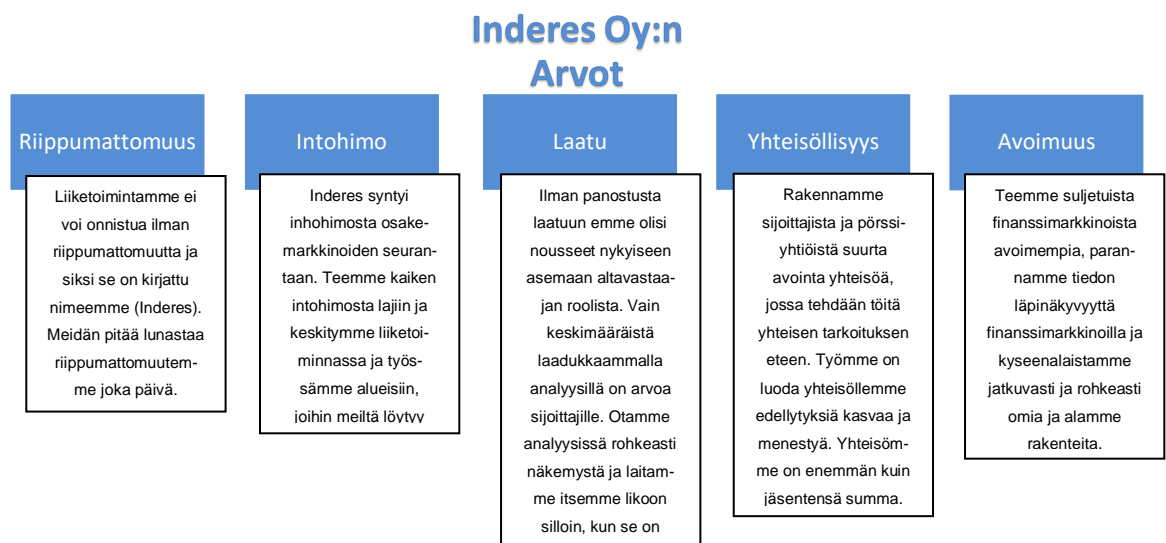 Inderes Oy:n
Arvot
Riippumattomuus
Liiketoimintamme ei
voi onnistua ilman
riippumattomuutta ja
siksi se on kirjattu
nimeemme (Inderes).
Meidän pitää lunastaa
riippumattomuutem-
me joka päivä.
Intohimo
Inderes syntyi
inhohimosta osake-
markkinoiden seuran-
taan. Teemme kaiken
intohimosta lajiin ja
keskitymme liiketoi-
minnassa ja työs-
sämme alueisiin,
joihin meiltä löytyy
Laatu
Ilman panostusta
laatuun emme olisi
nousseet nykyiseen
asemaan altavastaa-
jan roolista. Vain
keskimääräistä
laadukkaammalla
analyysillä on arvoa
sijoittajille. Otamme
analyysissä rohkeasti
näkemystä ja laitam-
me itsemme likoon
silloin, kun se on
Yhteisöllisyys
Rakennamme
sijoittajista ja pörssi-
yhtiöistä suurta
avointa yhteisöä,
jossa tehdään töitä
yhteisen tarkoituksen
eteen. Työmme on
luoda yhteisöllemme
edellytyksiä kasvaa ja
menestyä. Yhteisöm-
me on enemmän kuin
jäsentensä summa.
Avoimuus
Teemme suljetuista
finanssimarkkinoista
avoimempia, paran-
namme tiedon
läpinäkyvyyttä
finanssimarkkinoilla ja
kyseenalaistamme
jatkuvasti ja rohkeasti
omia ja alamme
rakenteita.